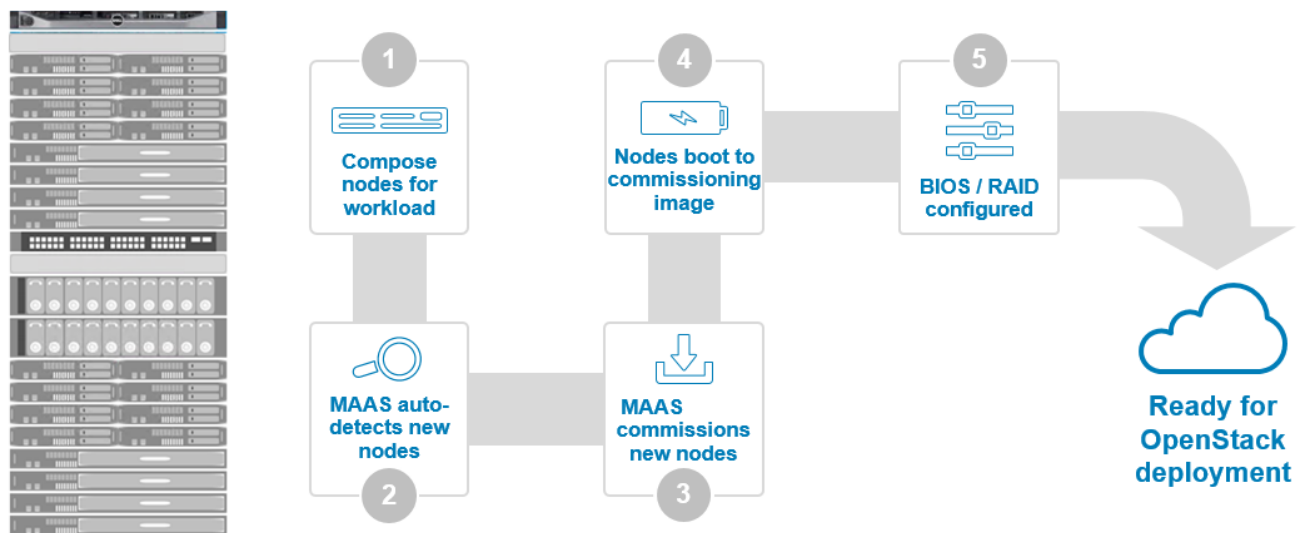 1
Compose
nodes for
workload
MAAS auto-
detects new
nodes
2
MAAS
commissions
new nodes
3
4
Nodes boot to
commissioning
image
5
BIOS / RAID
configured
Ready for
OpenStack
deployment